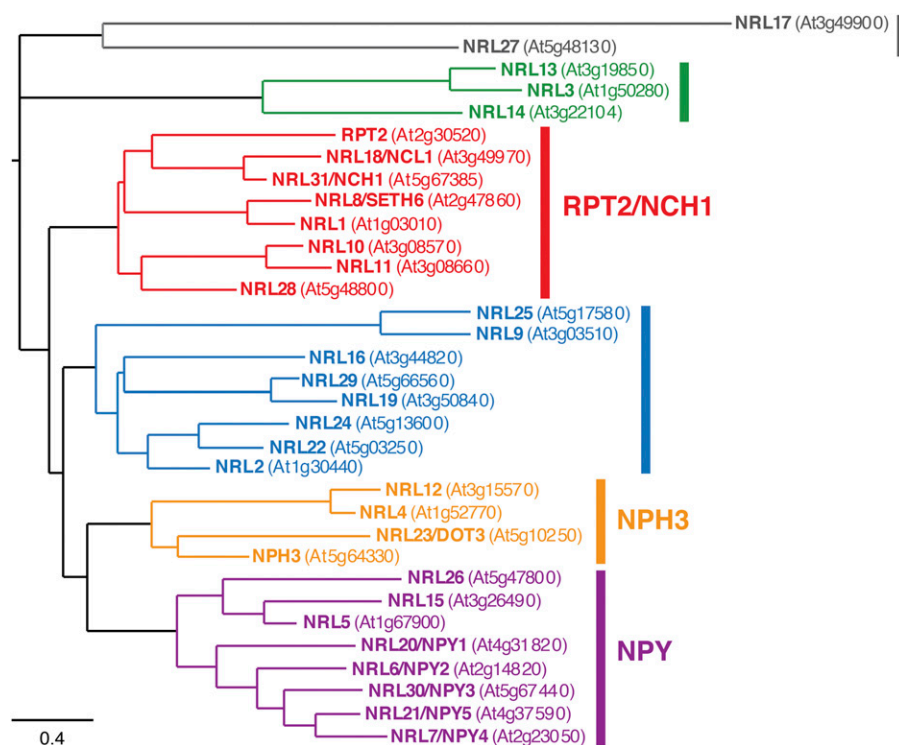 NRL17 (At3g49900)
NRL27 (At5g48130)
NRL13 (At3g19850)
NRL3 (At1g50280)
NRL14 (At3g22104)
RPT2 (At2g30520)
NRL18/NCL1 (At3g49970)
NRL31/NCH1 (At5g67385)
NRL8/SETH6 (At2g47860)
RPT2/NCH1
NRL1 (At1g03010)
NRL10 (At3g08570)
NRL11 (At3g08660)
NRL28 (At5g48800)
NRL25 (At5g17580)
NRL9 (At3g03510)
NRL16 (At3g44820)
NRL29 (At5g66560)
NRL19 (At3g50840)
NRL24 (At5g13600)
NRL22 (At5g03250)
NRL2 (At1g30440)
NRL12 (At3g15570)
NRL4 (At1g52770)
NPH3
NRL23/DOT3 (At5g10250)
NPH3 (At5g64330)
NRL26 (At5g47800)
NRL15 (At3g26490)
NRL5 (At1g67900)
NRL20/NPY1 (At4g31820)
NPY
NRL6/NPY2 (At2g14820)
NRL30/NPY3 (At5g67440)
NRL21/NPY5 (At4g37590)
NRL7/NPY4 (At2g23050)
0.4